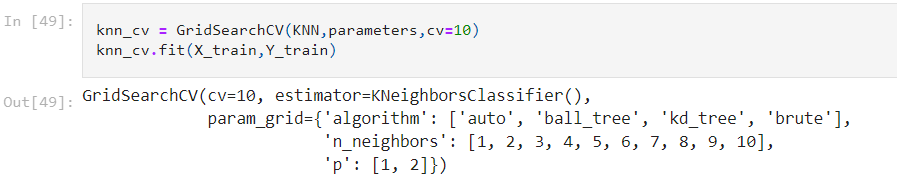 In [49]:
knn_cv = GridSearchCV(KNN,parameters,cv=10)
knn_cv.fit(X_train,Y_train)
Out[49]: GridSearchCV(cv=10, estimator=KNeighborsClassifier(),
param_grid={'algorithm': ['auto', 'ball_tree', 'kd_tree', 'brute'],
'n_neighbors': [1, 2, 3, 4, 5, 6, 7, 8, 9, 10],
'p': [1, 2]})